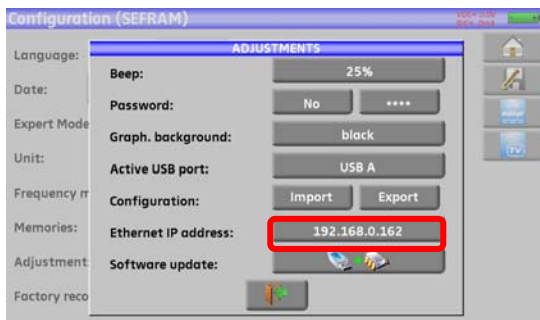 Configuration (SEFRAM)
ADJUSTMENTS
Language:
Beep: 25%
Date:
Password: No ****
Expert Mode
Graph. background: black
Unit:
Active USB port: USB A
Frequency m
Configuration: Import Export
Memories:
Ethernet IP address: 192.168.0.162
Adjustment
Software update:
Factory reco
TV